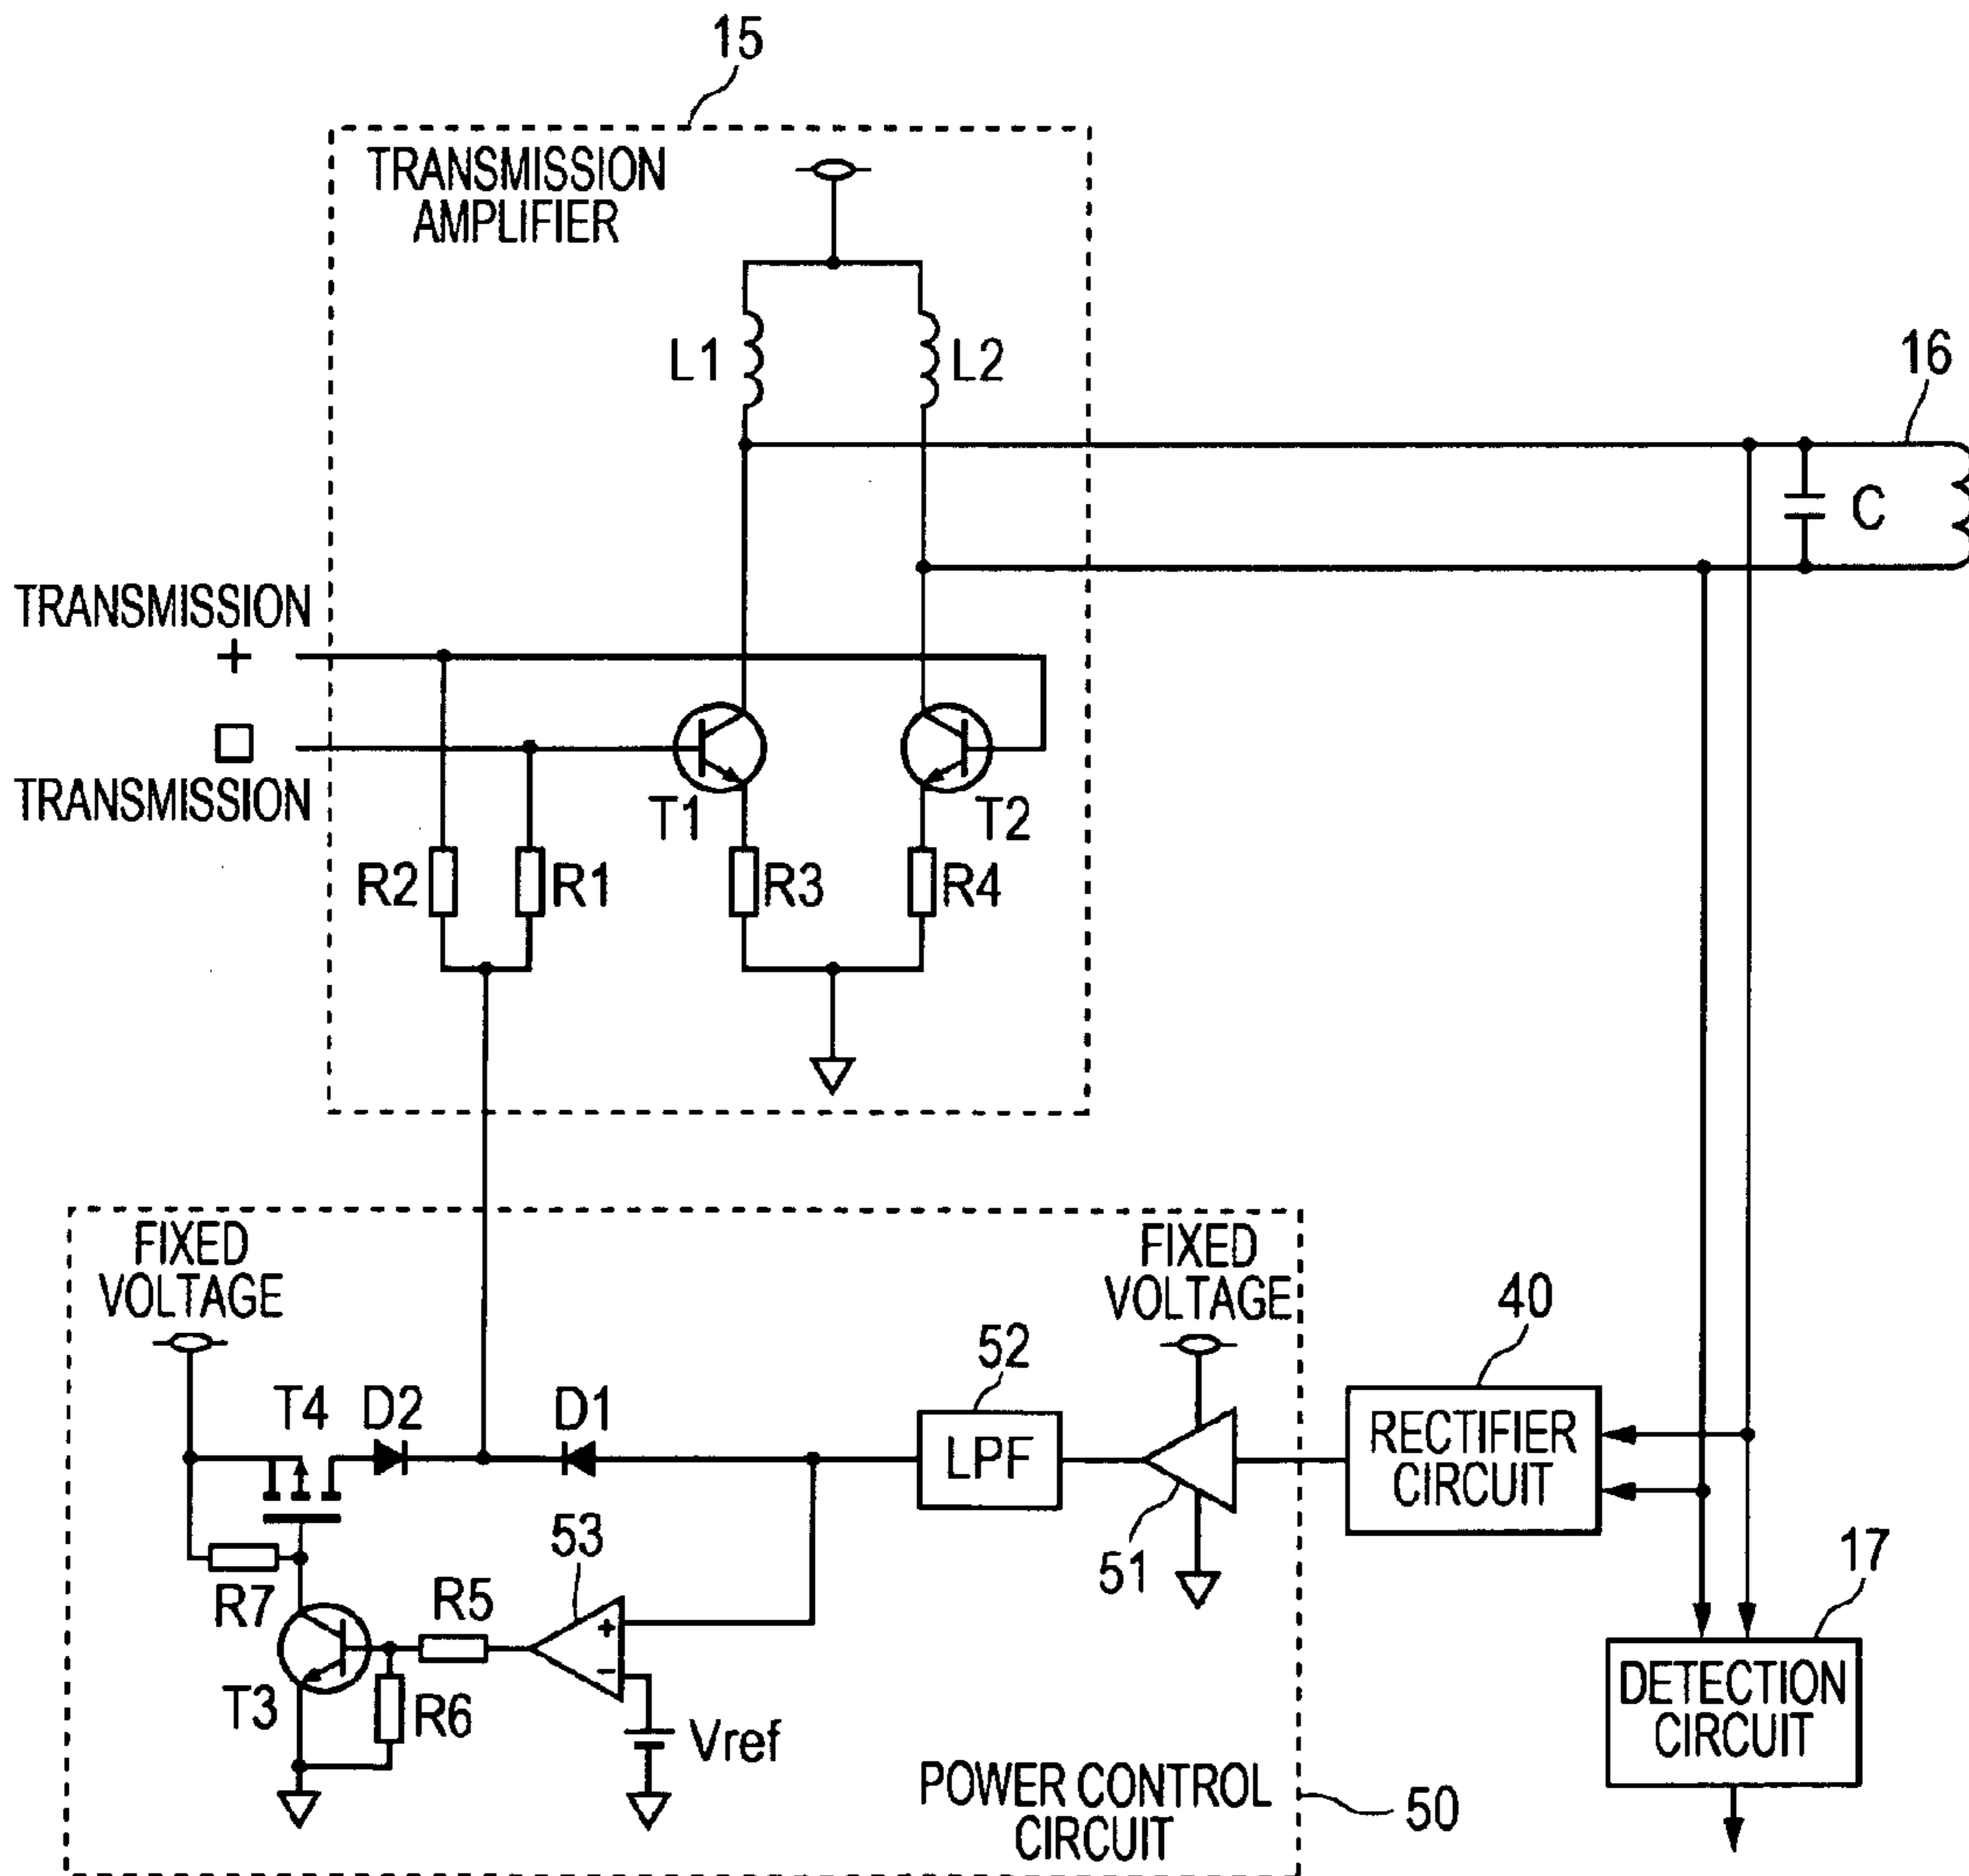 15
TRANSMISSION
AMPLIFIER
L1
L2
16
C
TRANSMISSION
+
□
TRANSMISSION
T1
T2
R2
R1
R3
R4
FIXED
VOLTAGE
FIXED
VOLTAGE
40
52
T4
D2
D1
LPF
RECTIFIER
CIRCUIT
51
53
17
R7
R5
+
−
T3
R6
Vref
DETECTION
CIRCUIT
POWER CONTROL
CIRCUIT
50